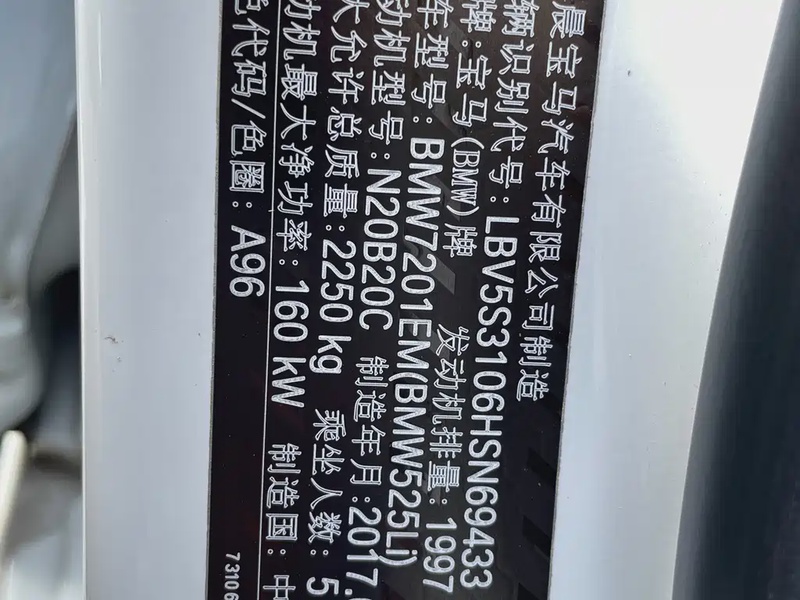 晨宝马汽车有限公司制造
辆识别代号: LBV5S3106HSN69433
牌: 宝马(BMW)牌 发动机排量: 1997
车型号: BMW7201EM(BMW525Li)
动机型号: N20B20C 制造年月: 2017.
大允许总质量: 2250 kg 乘坐人数: 5
功机最大净功率: 160 kW 制造国: 中
色代码/色圈: A96
73106